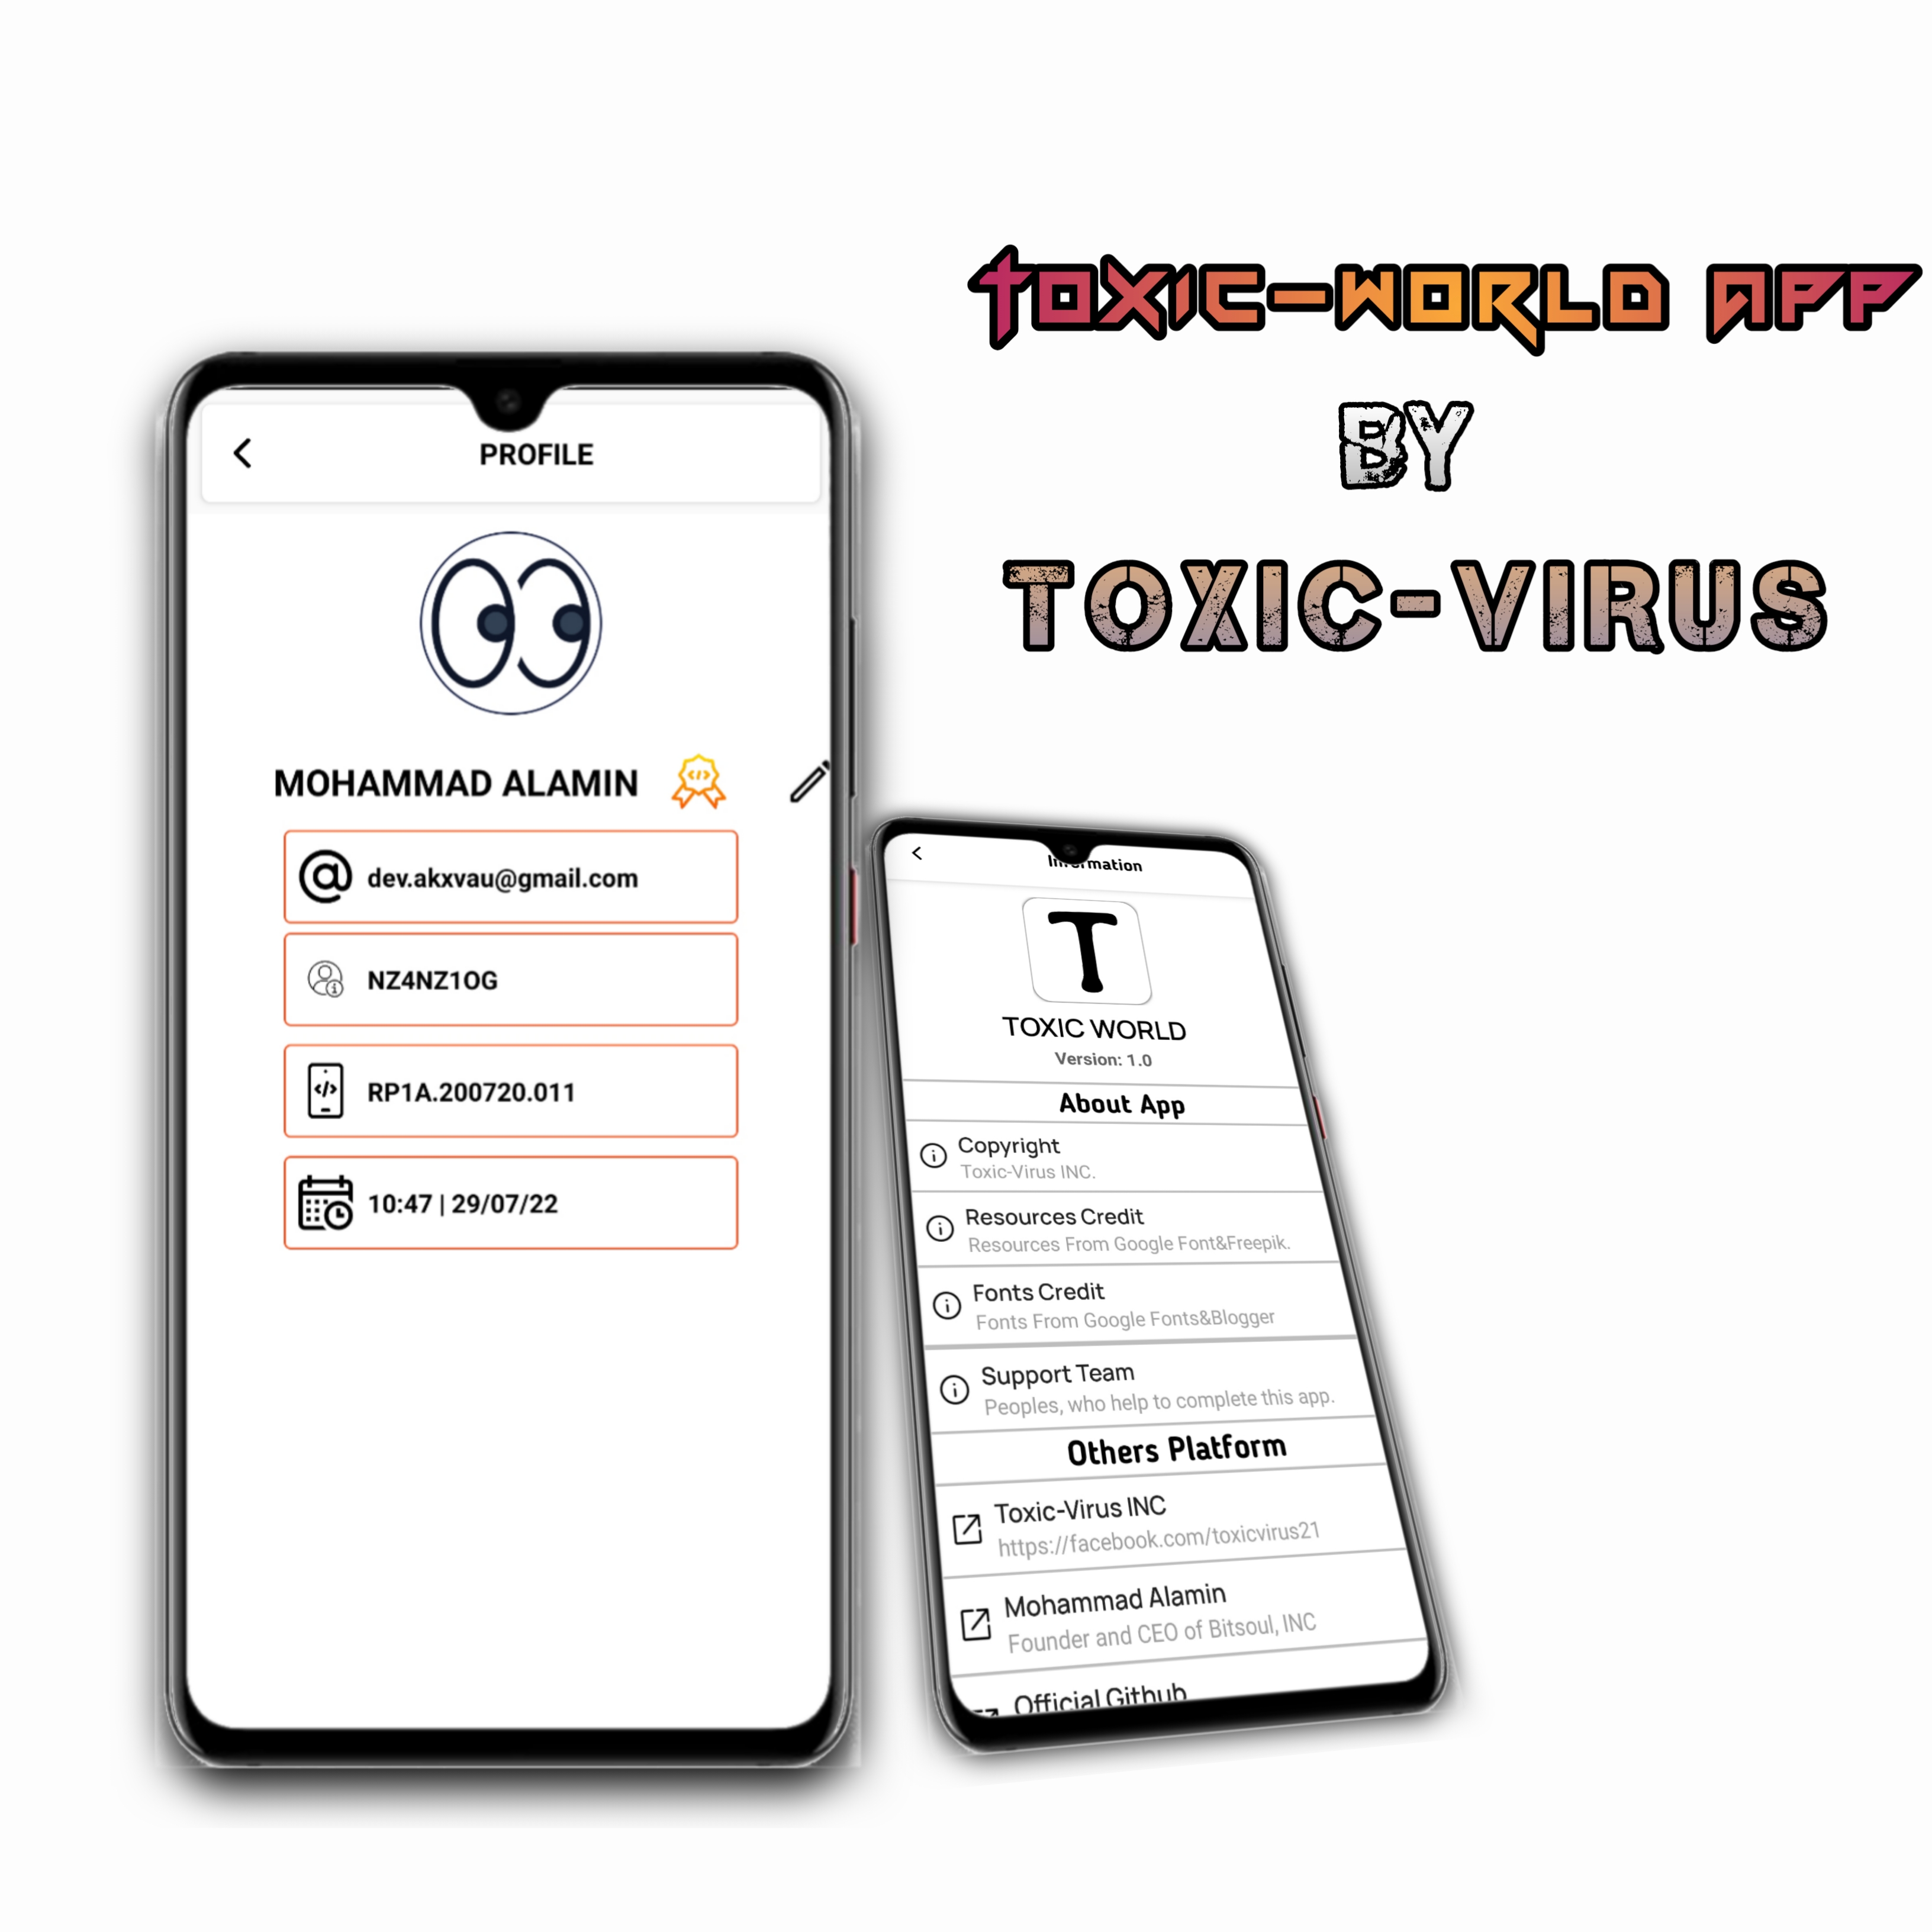 TOXIC-WORLD APP
BY
TOXIC-VIRUS
PROFILE
MOHAMMAD ALAMIN
dev.akxvau@gmail.com
NZ4NZ1OG
RP1A.200720.011
10:47 | 29/07/22
Information
T
TOXIC WORLD
Version: 1.0
About App
Copyright
Toxic-Virus INC.
Resources Credit
Resources From Google Font&Freepik.
Fonts Credit
Fonts From Google Fonts&Blogger
Support Team
Peoples, who help to complete this app.
Others Platform
Toxic-Virus INC
https://facebook.com/toxicvirus21
Mohammad Alamin
Founder and CEO of Bitsoul, INC
Official Github